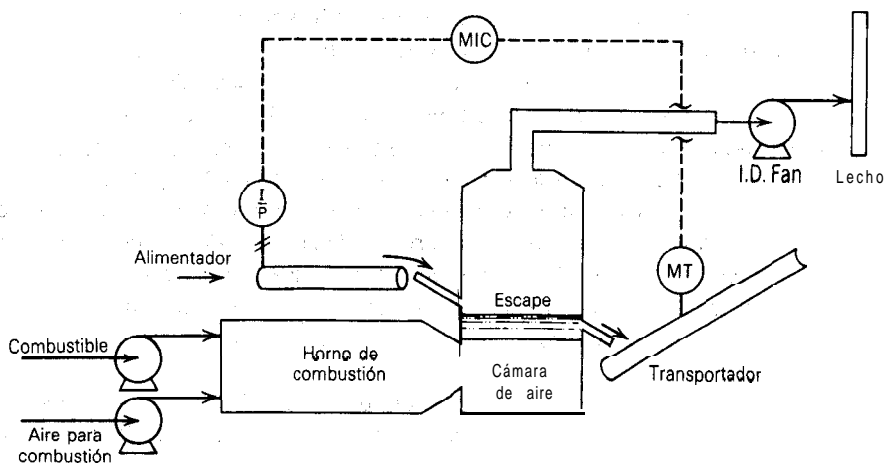 MIC
I.D. Fan
Lecho
I
P
Alimentador
MT
Escape
Combustible
Horno de
combustión
Cámara
de aire
Transportador
Aire para
combustión